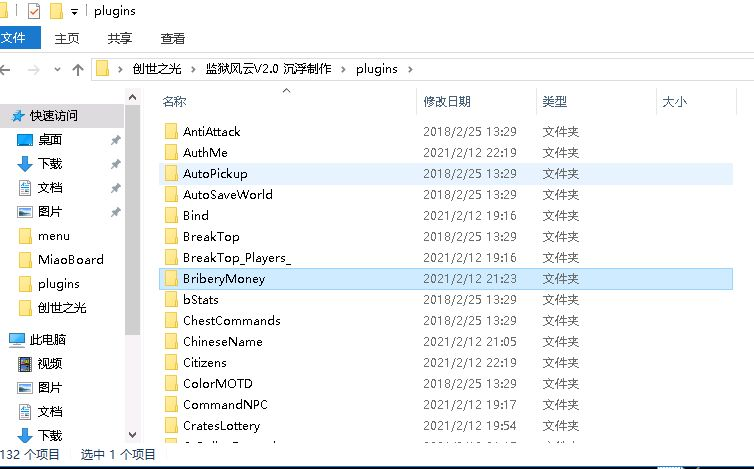 plugins
文件 主页 共享 查看
创世之光 监狱风云V2.0 沉浮制作 plugins
名称 修改日期 类型 大小
快速访问
桌面
下载
文档
图片
menu
MiaoBoard
plugins
创世之光
此电脑
视频
图片
文档
下载
AntiAttack 2018/2/25 13:29 文件夹
AuthMe 2021/2/12 22:19 文件夹
AutoPickup 2018/2/25 13:29 文件夹
AutoSaveWorld 2018/2/25 13:29 文件夹
Bind 2021/2/12 19:16 文件夹
BreakTop 2018/2/25 13:29 文件夹
BreakTop_Players_ 2021/2/12 19:16 文件夹
BriberyMoney 2021/2/12 21:23 文件夹
bStats 2018/2/25 13:29 文件夹
ChestCommands 2018/2/25 13:29 文件夹
ChineseName 2021/2/12 21:05 文件夹
Citizens 2021/2/12 22:19 文件夹
ColorMOTD 2018/2/25 13:29 文件夹
CommandNPC 2021/2/12 19:17 文件夹
CratesLottery 2021/2/12 19:54 文件夹
132 个项目 选中 1 个项目